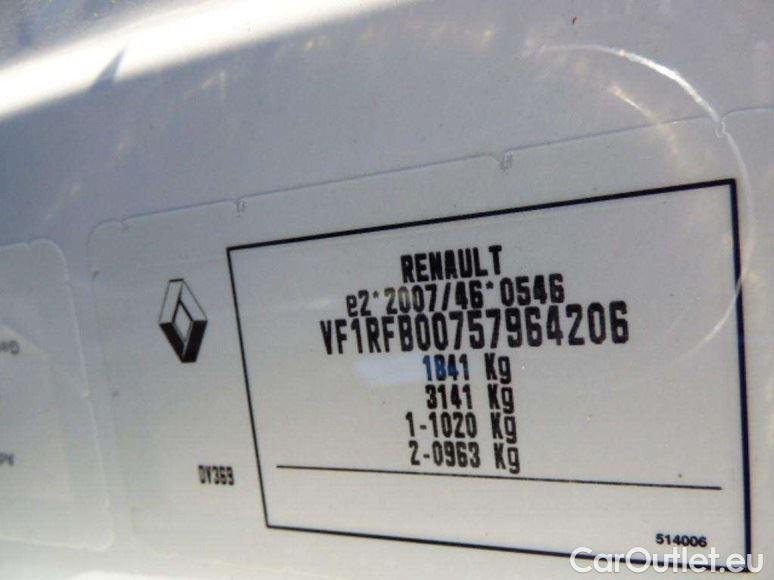 RENAULT
e2*2007/46*0546
VF1RFB00757964206
1841 Kg
3141 Kg
1-1020 Kg
2-0963 Kg
DV369
514006
CarOutlet.eu